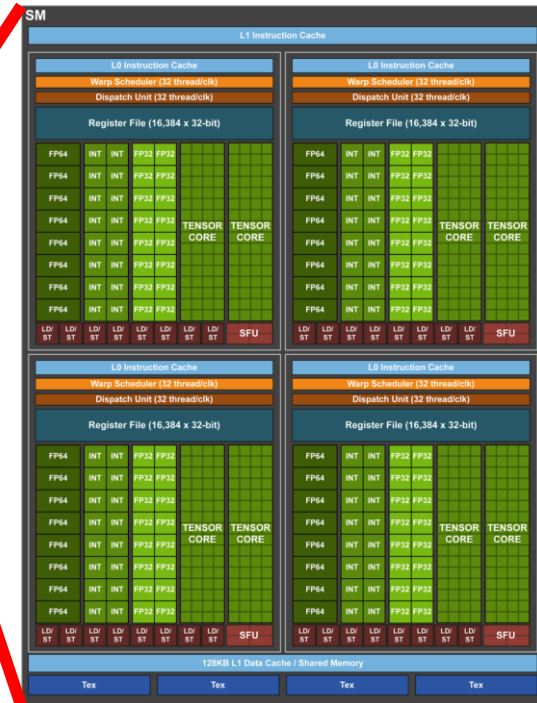 SM
L1 Instruction Cache
L0 Instruction Cache
Warp Scheduler (32 thread/clk)
Dispatch Unit (32 thread/clk)
Register File (16,384 x 32-bit)
FP64 INT INT FP32 FP32
FP64 INT INT FP32 FP32
FP64 INT INT FP32 FP32
FP64 INT INT FP32 FP32
TENSOR TENSOR
CORE CORE
FP64 INT INT FP32 FP32
FP64 INT INT FP32 FP32
FP64 INT INT FP32 FP32
FP64 INT INT FP32 FP32
LD/ LD/ LD/ LD/ LD/ LD/ LD/ LD/
ST ST ST ST ST ST ST ST
SFU
L0 Instruction Cache
Warp Scheduler (32 thread/clk)
Dispatch Unit (32 thread/clk)
Register File (16,384 x 32-bit)
FP64 INT INT FP32 FP32
FP64 INT INT FP32 FP32
FP64 INT INT FP32 FP32
FP64 INT INT FP32 FP32
TENSOR TENSOR
CORE CORE
FP64 INT INT FP32 FP32
FP64 INT INT FP32 FP32
FP64 INT INT FP32 FP32
FP64 INT INT FP32 FP32
LD/ LD/ LD/ LD/ LD/ LD/ LD/ LD/
ST ST ST ST ST ST ST ST
SFU
L0 Instruction Cache
Warp Scheduler (32 thread/clk)
Dispatch Unit (32 thread/clk)
Register File (16,384 x 32-bit)
FP64 INT INT FP32 FP32
FP64 INT INT FP32 FP32
FP64 INT INT FP32 FP32
FP64 INT INT FP32 FP32
TENSOR TENSOR
CORE CORE
FP64 INT INT FP32 FP32
FP64 INT INT FP32 FP32
FP64 INT INT FP32 FP32
FP64 INT INT FP32 FP32
LD/ LD/ LD/ LD/ LD/ LD/ LD/ LD/
ST ST ST ST ST ST ST ST
SFU
L0 Instruction Cache
Warp Scheduler (32 thread/clk)
Dispatch Unit (32 thread/clk)
Register File (16,384 x 32-bit)
FP64 INT INT FP32 FP32
FP64 INT INT FP32 FP32
FP64 INT INT FP32 FP32
FP64 INT INT FP32 FP32
TENSOR TENSOR
CORE CORE
FP64 INT INT FP32 FP32
FP64 INT INT FP32 FP32
FP64 INT INT FP32 FP32
FP64 INT INT FP32 FP32
LD/ LD/ LD/ LD/ LD/ LD/ LD/ LD/
ST ST ST ST ST ST ST ST
SFU
128KB L1 Data Cache / Shared Memory
Tex Tex Tex Tex